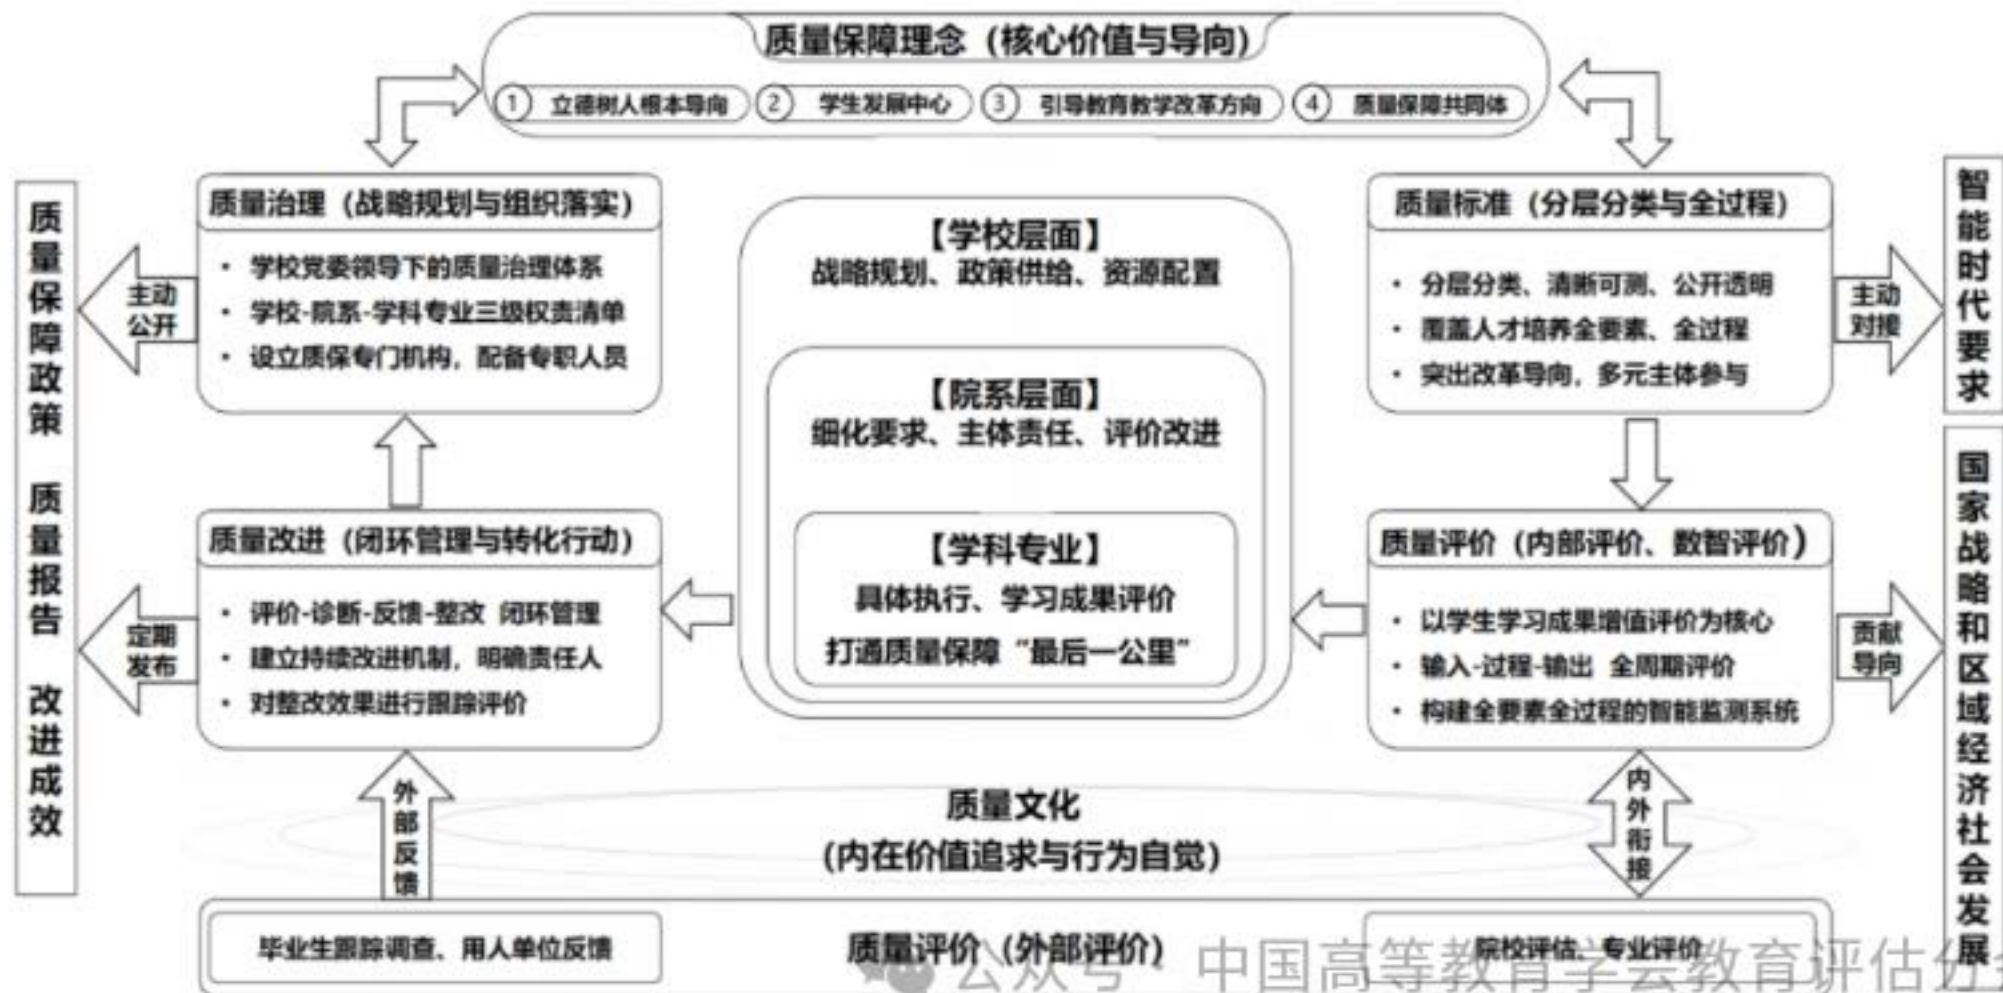 质量保障理念（核心价值与导向）
① 立德树人根本导向 ② 学生发展中心 ③ 引导教育教学改革方向 ④ 质量保障共同体
质量保障政策 质量报告 改进成效
主动
公开
定期
发布
质量治理（战略规划与组织落实）
• 学校党委领导下的质量治理体系
• 学校-院系-学科专业三级权责清单
• 设立质保专门机构，配备专职人员
质量改进（闭环管理与转化行动）
• 评价-诊断-反馈-整改 闭环管理
• 建立持续改进机制，明确责任人
• 对整改效果进行跟踪评价
【学校层面】
战略规划、政策供给、资源配置
【院系层面】
细化要求、主体责任、评价改进
【学科专业】
具体执行、学习成果评价
打通质量保障“最后一公里”
质量标准（分层分类与全过程）
• 分层分类、清晰可测、公开透明
• 覆盖人才培养全要素、全过程
• 突出改革导向，多元主体参与
质量评价（内部评价、数智评价）
• 以学生学习成果增值评价为核心
• 输入-过程-输出 全周期评价
• 构建全要素全过程的智能监测系统
主动
对接
贡献
导向
智能时代要求
国家战略和区域经济社会发展
外部反馈
质量文化
（内在价值追求与行为自觉）
内外衔接
毕业生跟踪调查、用人单位反馈
质量评价（外部评价）
院校评估、专业评价
公众号 · 中国高等教育学会教育评估分会